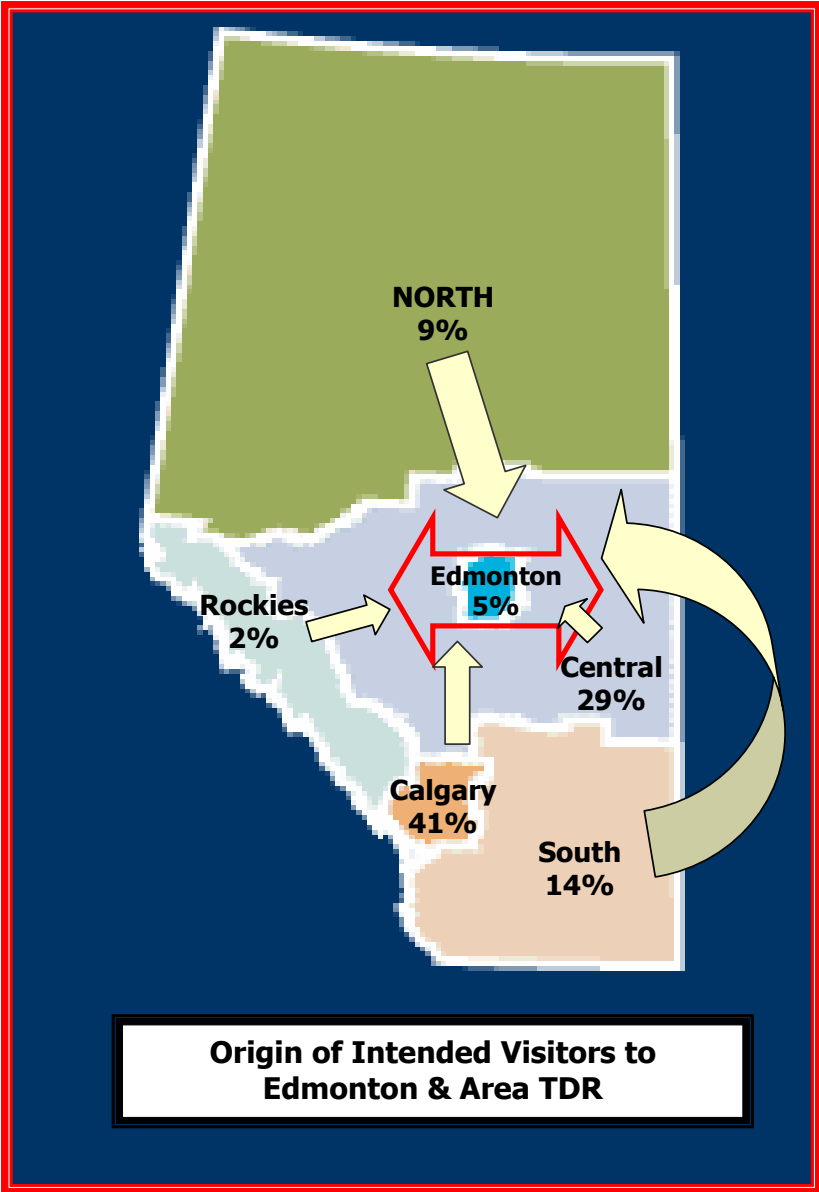 NORTH
9%
Edmonton
5%
Rockies
2%
Central
29%
Calgary
41%
South
14%
Origin of Intended Visitors to
Edmonton & Area TDR